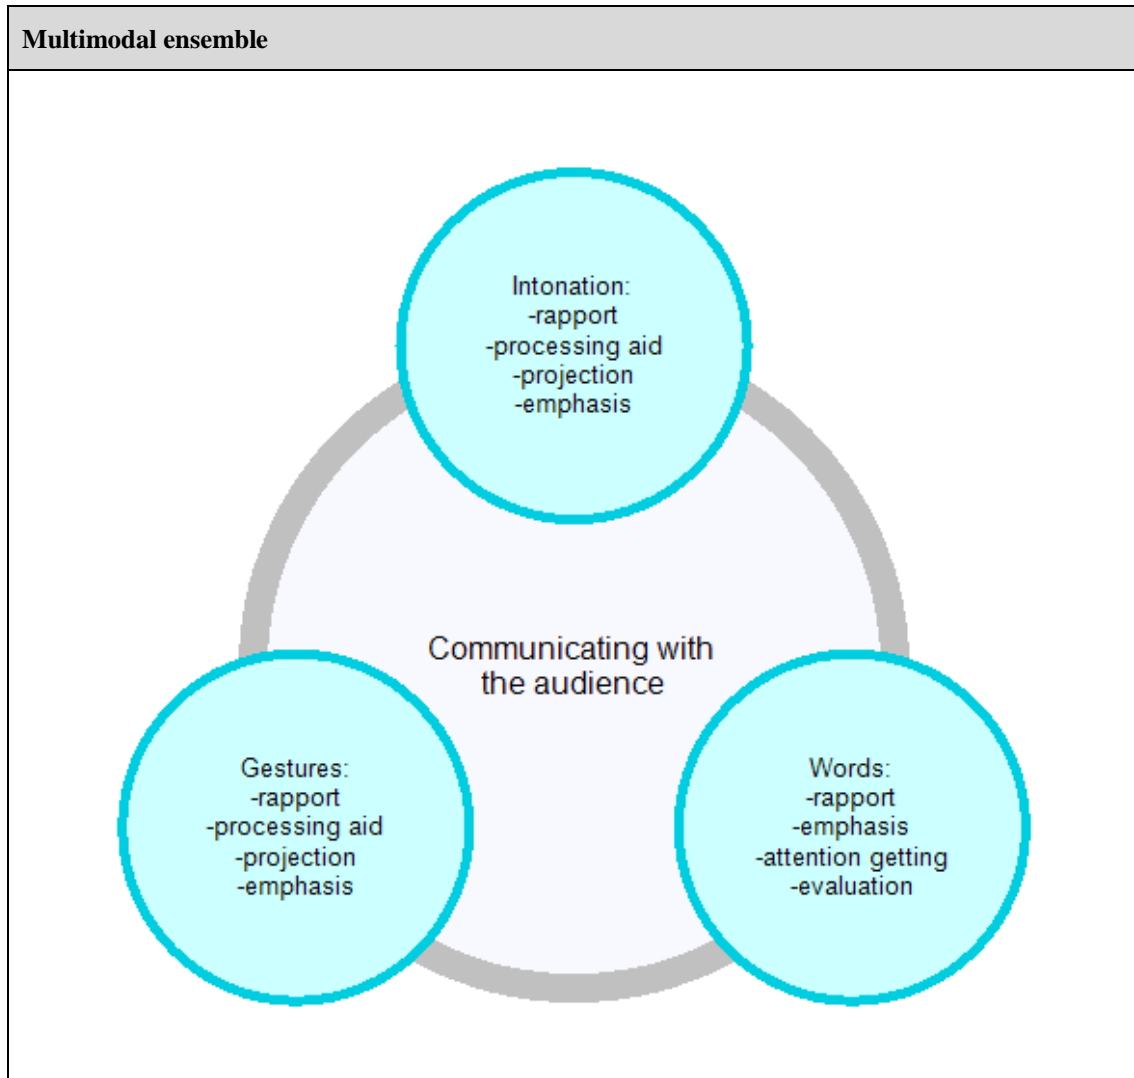 Multimodal ensemble
Intonation:
-rapport
-processing aid
-projection
-emphasis
Communicating with
the audience
Gestures:
-rapport
-processing aid
-projection
-emphasis
Words:
-rapport
-emphasis
-attention getting
-evaluation